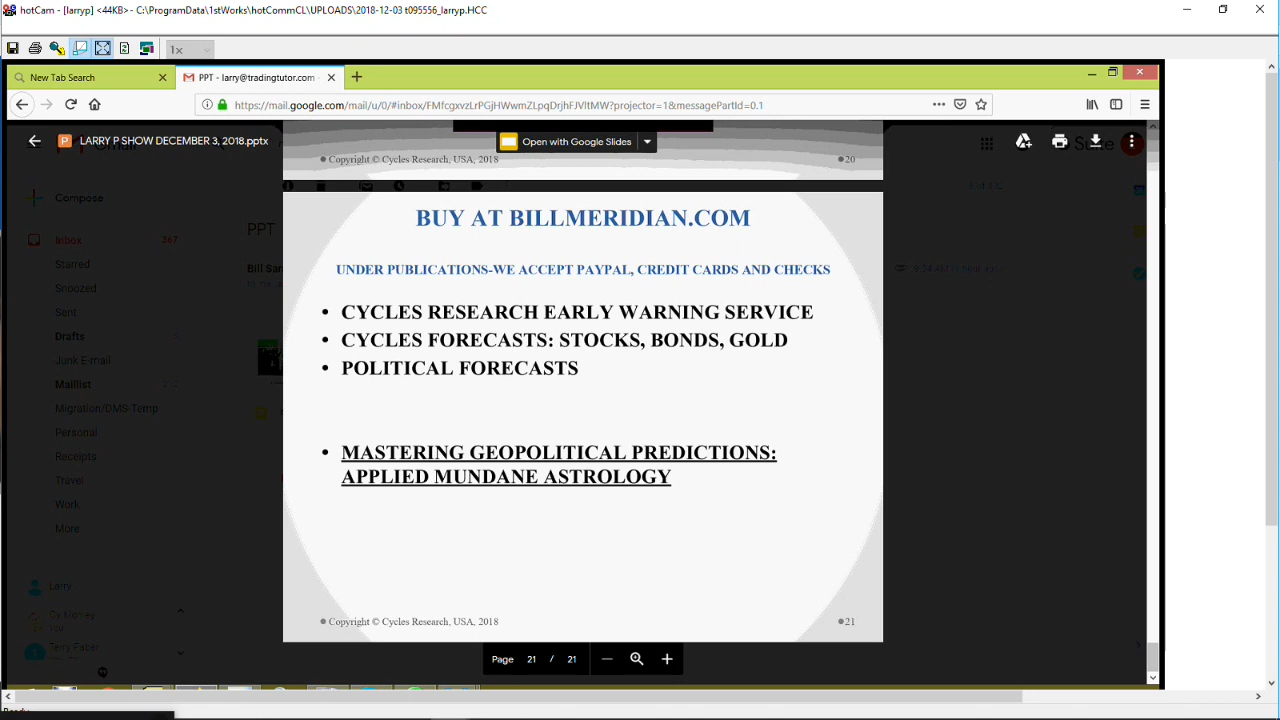 hotCam - [larryp] <44KB> - C:\ProgramData\1stWorks\hotCommCL\UPLOADS\2018-12-03 t095556_larryp.HCC
1x
New Tab Search
PPT - larry@tradingtutor.com
https://mail.google.com/mail/u/0/#inbox/FMfcgxvzLrPGjHWwmZLpqDrjhFJVltMW?projector=1&messagePartId=0.1
LARRY P SHOW DECEMBER 3, 2018.pptx
Open with Google Slides
Copyright © Cycles Research, USA, 2018
20
Compose
PPT
Inbox 367
Starred
Snoozed
Sent
Drafts
Junk E-mail
Maillist
Migration/DMS-Temp
Personal
Receipts
Travel
Work
More
Larry
BUY AT BILLMERIDIAN.COM
UNDER PUBLICATIONS-WE ACCEPT PAYPAL, CREDIT CARDS AND CHECKS
• CYCLES RESEARCH EARLY WARNING SERVICE
• CYCLES FORECASTS: STOCKS, BONDS, GOLD
• POLITICAL FORECASTS
• MASTERING GEOPOLITICAL PREDICTIONS:
APPLIED MUNDANE ASTROLOGY
Copyright © Cycles Research, USA, 2018
21
Page 21 / 21